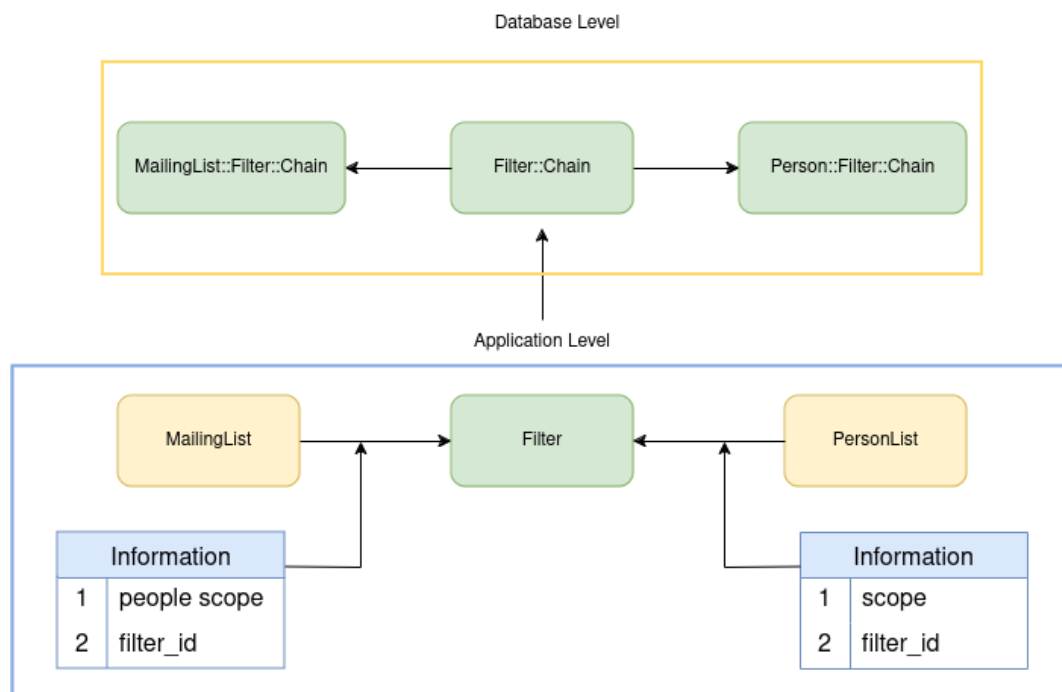 Database Level
MailingList::Filter::Chain
Filter::Chain
Person::Filter::Chain
Application Level
MailingList
Filter
PersonList
Information
1 people scope
2 filter_id
Information
1 scope
2 filter_id